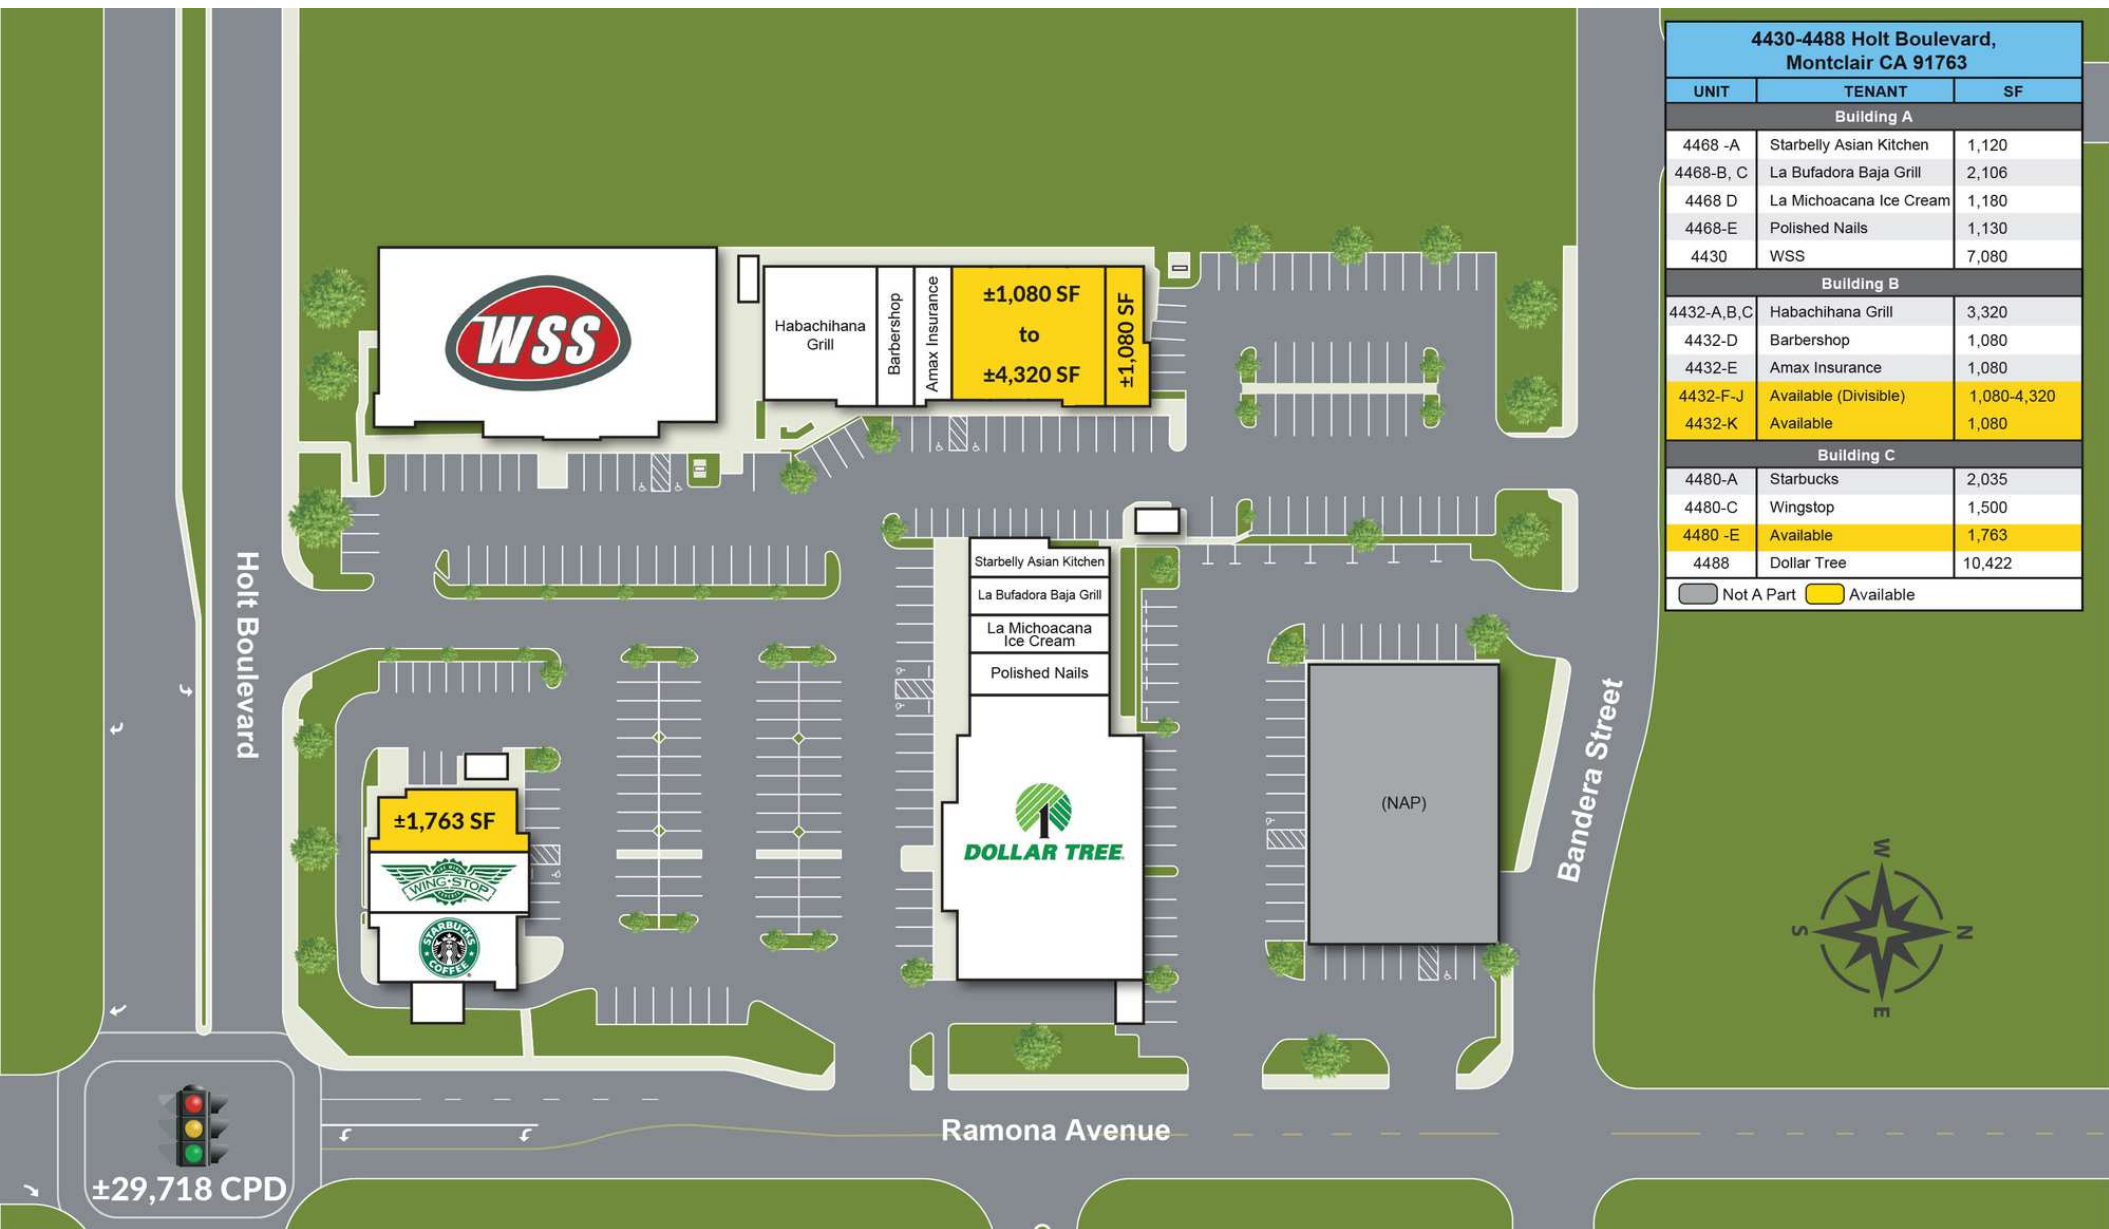 4430-4488 Holt Boulevard,
Montclair CA 91763
UNIT TENANT SF
Building A
4468 -A Starbelly Asian Kitchen 1,120
4468-B, C La Bufadora Baja Grill 2,106
4468 D La Michoacana Ice Cream 1,180
4468-E Polished Nails 1,130
4430 WSS 7,080
Building B
4432-A,B,C Habachihana Grill 3,320
4432-D Barbershop 1,080
4432-E Amax Insurance 1,080
4432-F-J Available (Divisible) 1,080-4,320
4432-K Available 1,080
Building C
4480-A Starbucks 2,035
4480-C Wingstop 1,500
4480 -E Available 1,763
4488 Dollar Tree 10,422
Not A Part Available
WSS
Habachihana
Grill
Barbershop
Amax Insurance
±1,080 SF
to
±4,320 SF
±1,080 SF
Starbelly Asian Kitchen
La Bufadora Baja Grill
La Michoacana
Ice Cream
Polished Nails
1
DOLLAR TREE
(NAP)
Holt Boulevard
Bandera Street
±1,763 SF
WING STOP
STARBUCKS
COFFEE
W
S
N
E
Ramona Avenue
±29,718 CPD